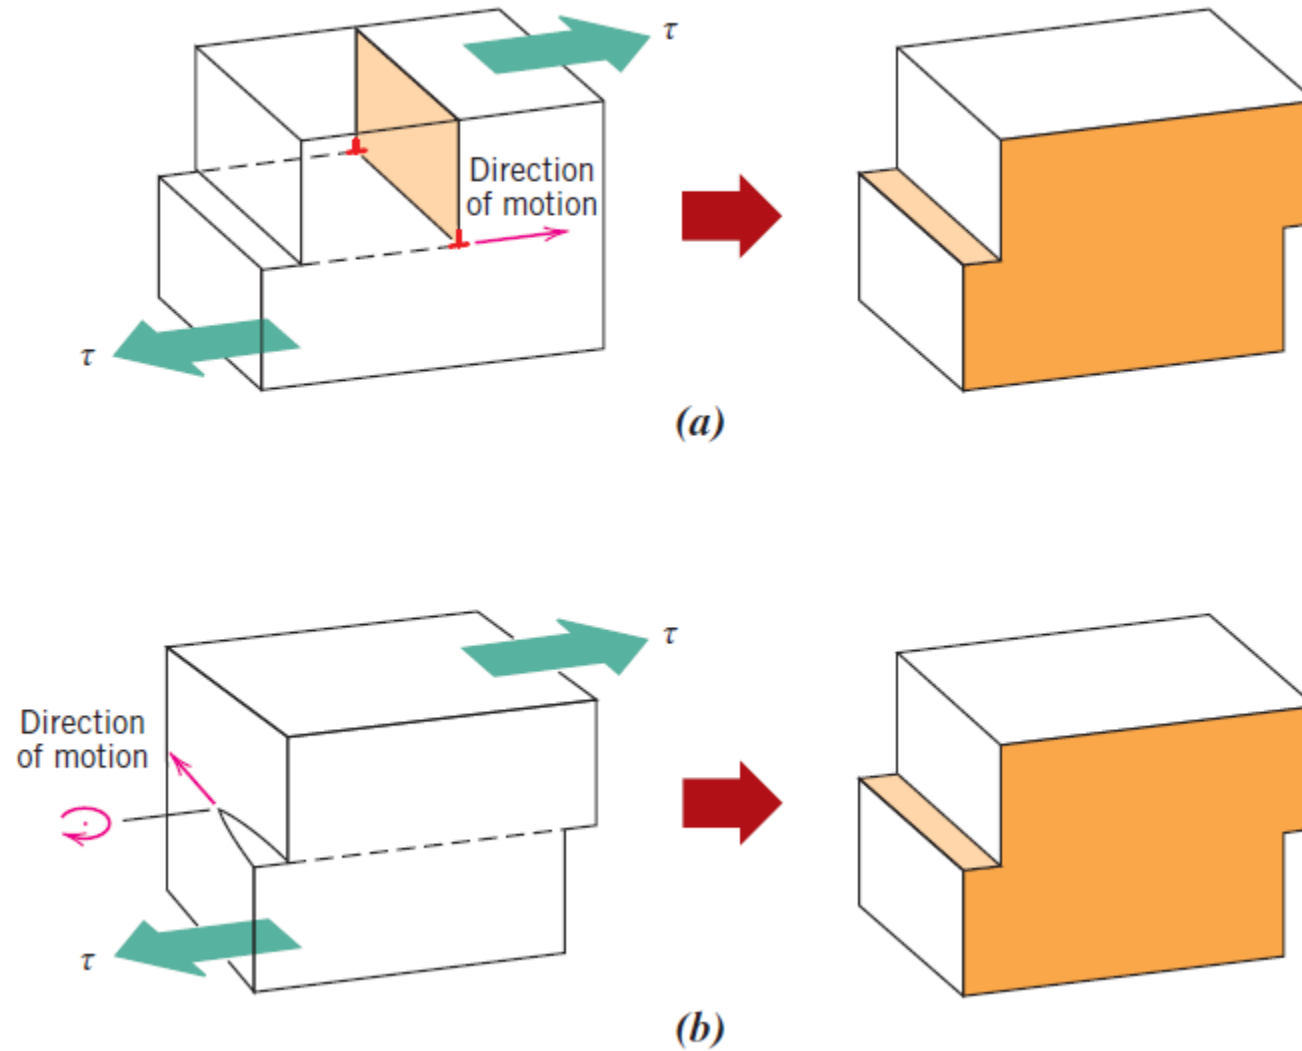 τ
Direction
of motion
τ
(a)
τ
Direction
of motion
τ
(b)